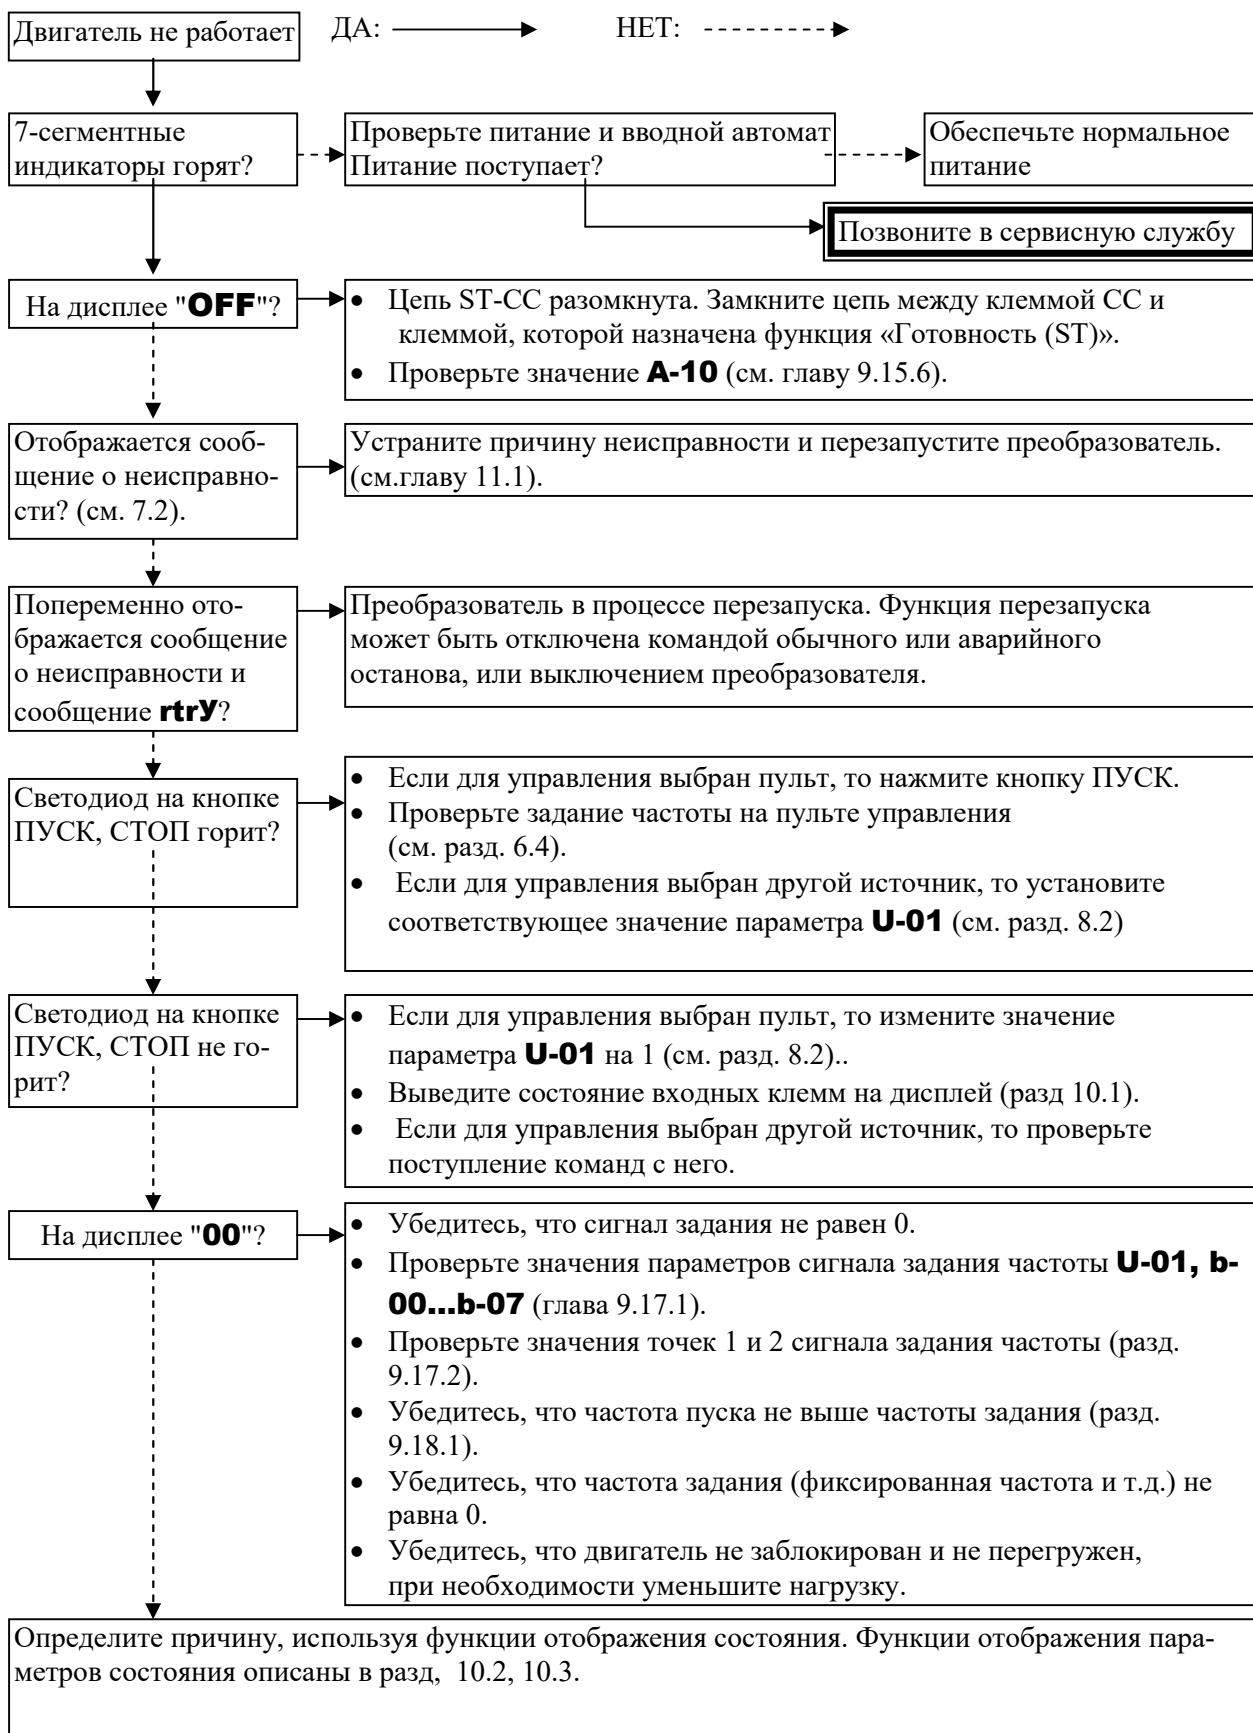 Двигатель не работает
ДА:
НЕТ:
7-сегментные
индикаторы горят?
Проверьте питание и вводной автомат
Питание поступает?
Обеспечьте нормальное
питание
Позвоните в сервисную службу
На дисплее "OFF"?
• Цепь ST-CC разомкнута. Замкните цепь между клеммой СС и
клеммой, которой назначена функция «Готовность (ST)».
• Проверьте значение A-10 (см. главу 9.15.6).
Отображается сооб-
щение о неисправно-
сти? (см. 7.2).
Устраните причину неисправности и перезапустите преобразователь.
(см.главу 11.1).
Попеременно ото-
бражается сообщение
о неисправности и
сообщение rtrУ?
Преобразователь в процессе перезапуска. Функция перезапуска
может быть отключена командой обычного или аварийного
останова, или выключением преобразователя.
Светодиод на кнопке
ПУСК, СТОП горит?
• Если для управления выбран пульт, то нажмите кнопку ПУСК.
• Проверьте задание частоты на пульте управления
(см. разд. 6.4).
• Если для управления выбран другой источник, то установите
соответствующее значение параметра U-01 (см. разд. 8.2)
Светодиод на кнопке
ПУСК, СТОП не го-
рит?
• Если для управления выбран пульт, то измените значение
параметра U-01 на 1 (см. разд. 8.2)..
• Выведите состояние входных клемм на дисплей (разд 10.1).
• Если для управления выбран другой источник, то проверьте
поступление команд с него.
На дисплее "00"?
• Убедитесь, что сигнал задания не равен 0.
• Проверьте значения параметров сигнала задания частоты U-01, b-
00...b-07 (глава 9.17.1).
• Проверьте значения точек 1 и 2 сигнала задания частоты (разд.
9.17.2).
• Убедитесь, что частота пуска не выше частоты задания (разд.
9.18.1).
• Убедитесь, что частота задания (фиксированная частота и т.д.) не
равна 0.
• Убедитесь, что двигатель не заблокирован и не перегружен,
при необходимости уменьшите нагрузку.
Определите причину, используя функции отображения состояния. Функции отображения пара-
метров состояния описаны в разд, 10.2, 10.3.